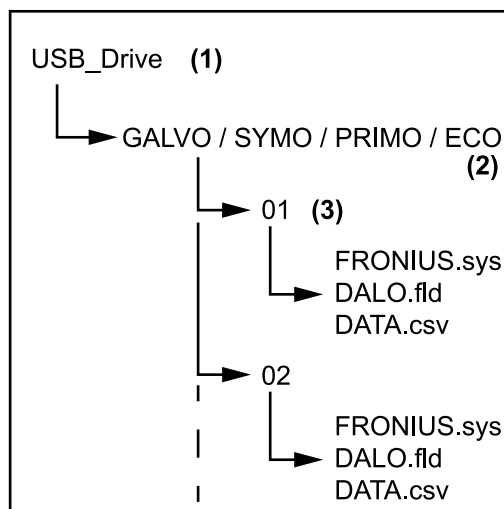 USB_Drive (1)
GALVO / SYMO / PRIMO / ECO
(2)
01 (3)
FRONIUS.sys
DALO.fld
DATA.csv
02
FRONIUS.sys
DALO.fld
DATA.csv